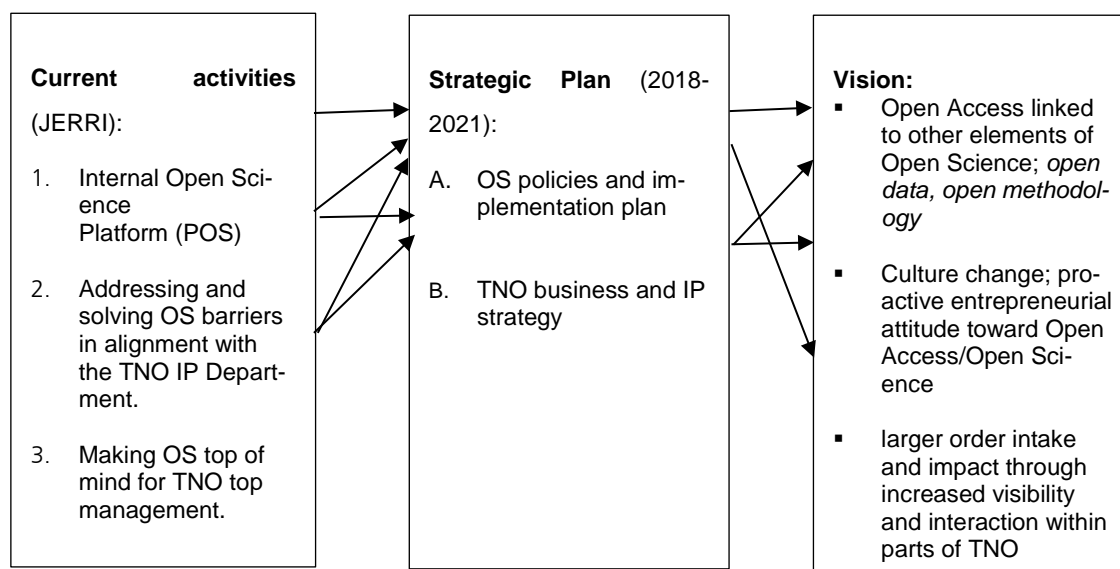 Current activities
(JERRI):
1. Internal Open Sci-
ence
Platform (POS)
2. Addressing and
solving OS barriers
in alignment with
the TNO IP Depart-
ment.
3. Making OS top of
mind for TNO top
management.
Strategic Plan (2018-
2021):
A. OS policies and im-
plementation plan
B. TNO business and IP
strategy
Vision:
▪ Open Access linked
to other elements of
Open Science; open
data, open methodol-
ogy
▪ Culture change; pro-
active entrepreneurial
attitude toward Open
Access/Open Sci-
ence
▪ larger order intake
and impact through
increased visibility
and interaction within
parts of TNO